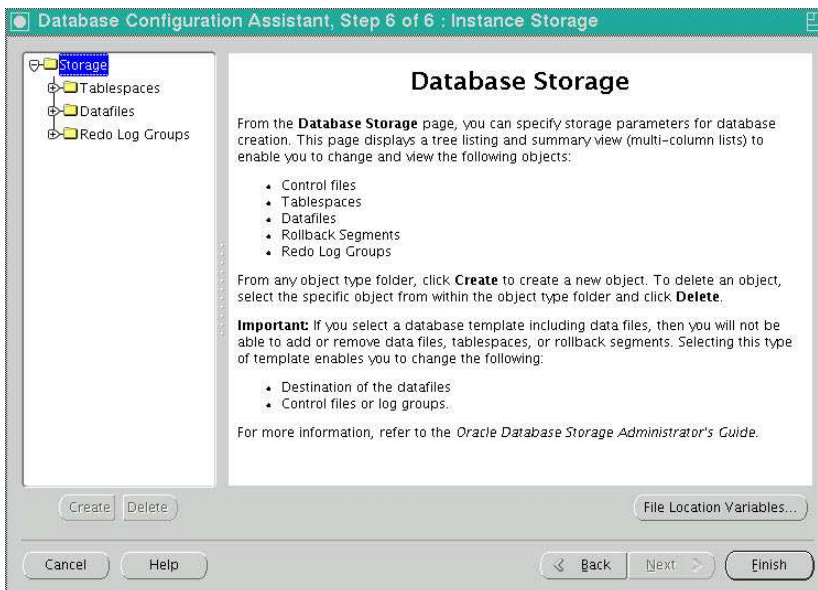 Database Configuration Assistant, Step 6 of 6 : Instance Storage
Storage
Tablespaces
Datafiles
Redo Log Groups
Database Storage
From the Database Storage page, you can specify storage parameters for database
creation. This page displays a tree listing and summary view (multi-column lists) to
enable you to change and view the following objects:
• Control files
• Tablespaces
• Datafiles
• Rollback Segments
• Redo Log Groups
From any object type folder, click Create to create a new object. To delete an object,
select the specific object from within the object type folder and click Delete.
Important: If you select a database template including data files, then you will not be
able to add or remove data files, tablespaces, or rollback segments. Selecting this type
of template enables you to change the following:
• Destination of the datafiles
• Control files or log groups.
For more information, refer to the Oracle Database Storage Administrator's Guide.
Create Delete
File Location Variables...
Cancel Help Back Next Finish